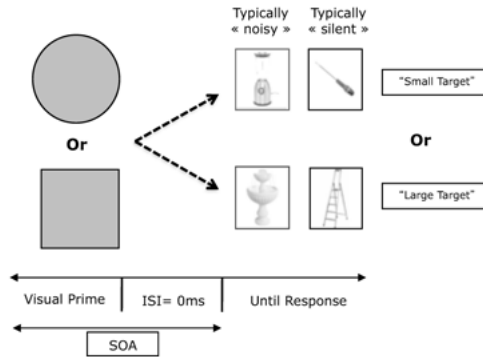 Typically
« noisy »
Typically
« silent »
"Small Target"
Or
Or
"Large Target"
Visual Prime
ISI= 0ms
Until Response
SOA